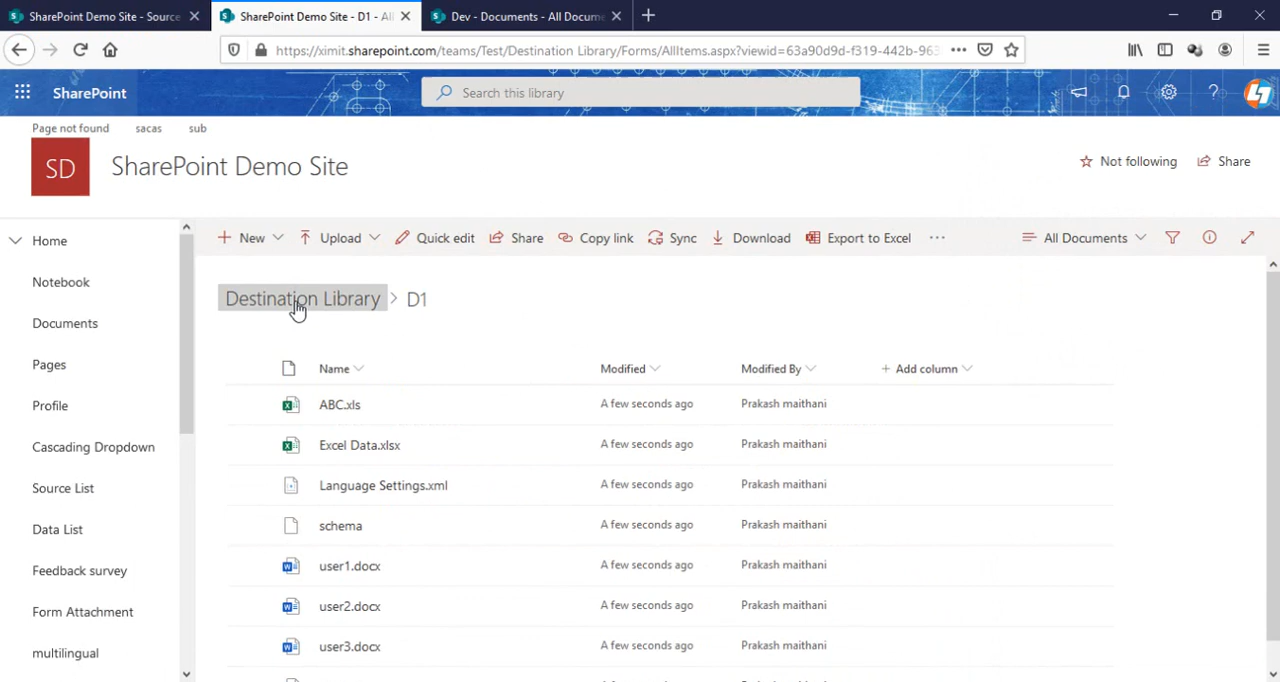 SharePoint Demo Site - Source
SharePoint Demo Site - D1 - All
Dev - Documents - All Docume
https://ximit.sharepoint.com/teams/Test/Destination Library/Forms/AllItems.aspx?viewid=63a90d9d-f319-442b-963
SharePoint
Search this library
Page not found sacas sub
SD
SharePoint Demo Site
Not following Share
Home
Notebook
Documents
Pages
Profile
Cascading Dropdown
Source List
Data List
Feedback survey
Form Attachment
multilingual
New Upload Quick edit Share Copy link Sync Download Export to Excel All Documents
Destination Library > D1
Name Modified Modified By + Add column
ABC.xls A few seconds ago Prakash maithani
Excel Data.xlsx A few seconds ago Prakash maithani
Language Settings.xml A few seconds ago Prakash maithani
schema A few seconds ago Prakash maithani
user1.docx A few seconds ago Prakash maithani
user2.docx A few seconds ago Prakash maithani
user3.docx A few seconds ago Prakash maithani